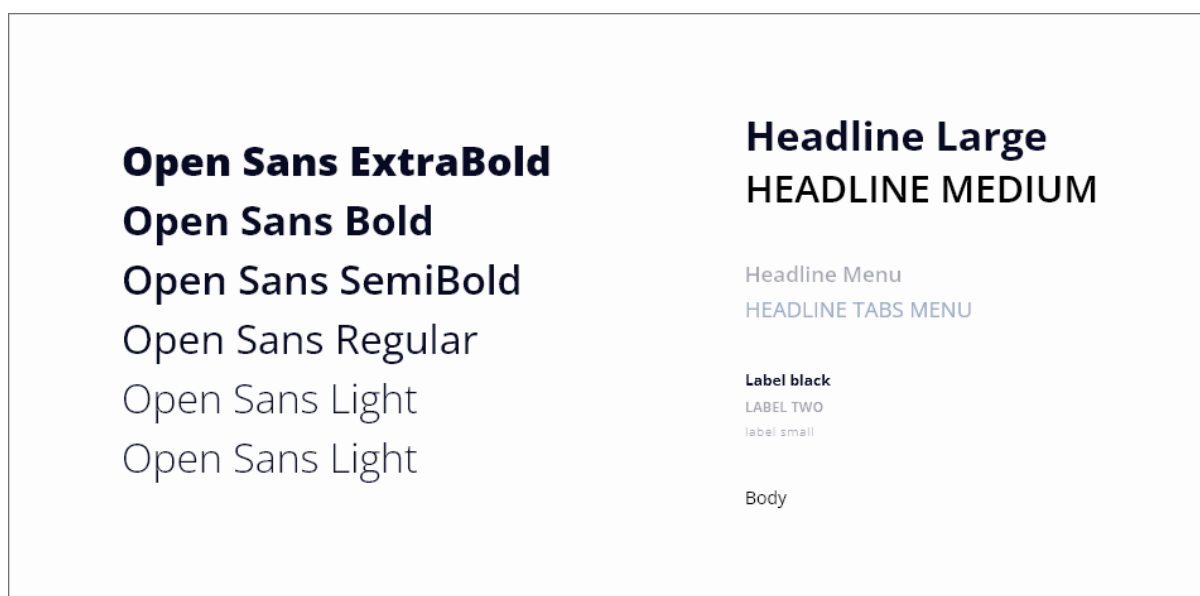 Open Sans ExtraBold
Open Sans Bold
Open Sans SemiBold
Open Sans Regular
Open Sans Light
Open Sans Light
Headline Large
HEADLINE MEDIUM
Headline Menu
HEADLINE TABS MENU
Label black
LABEL TWO
label small
Body